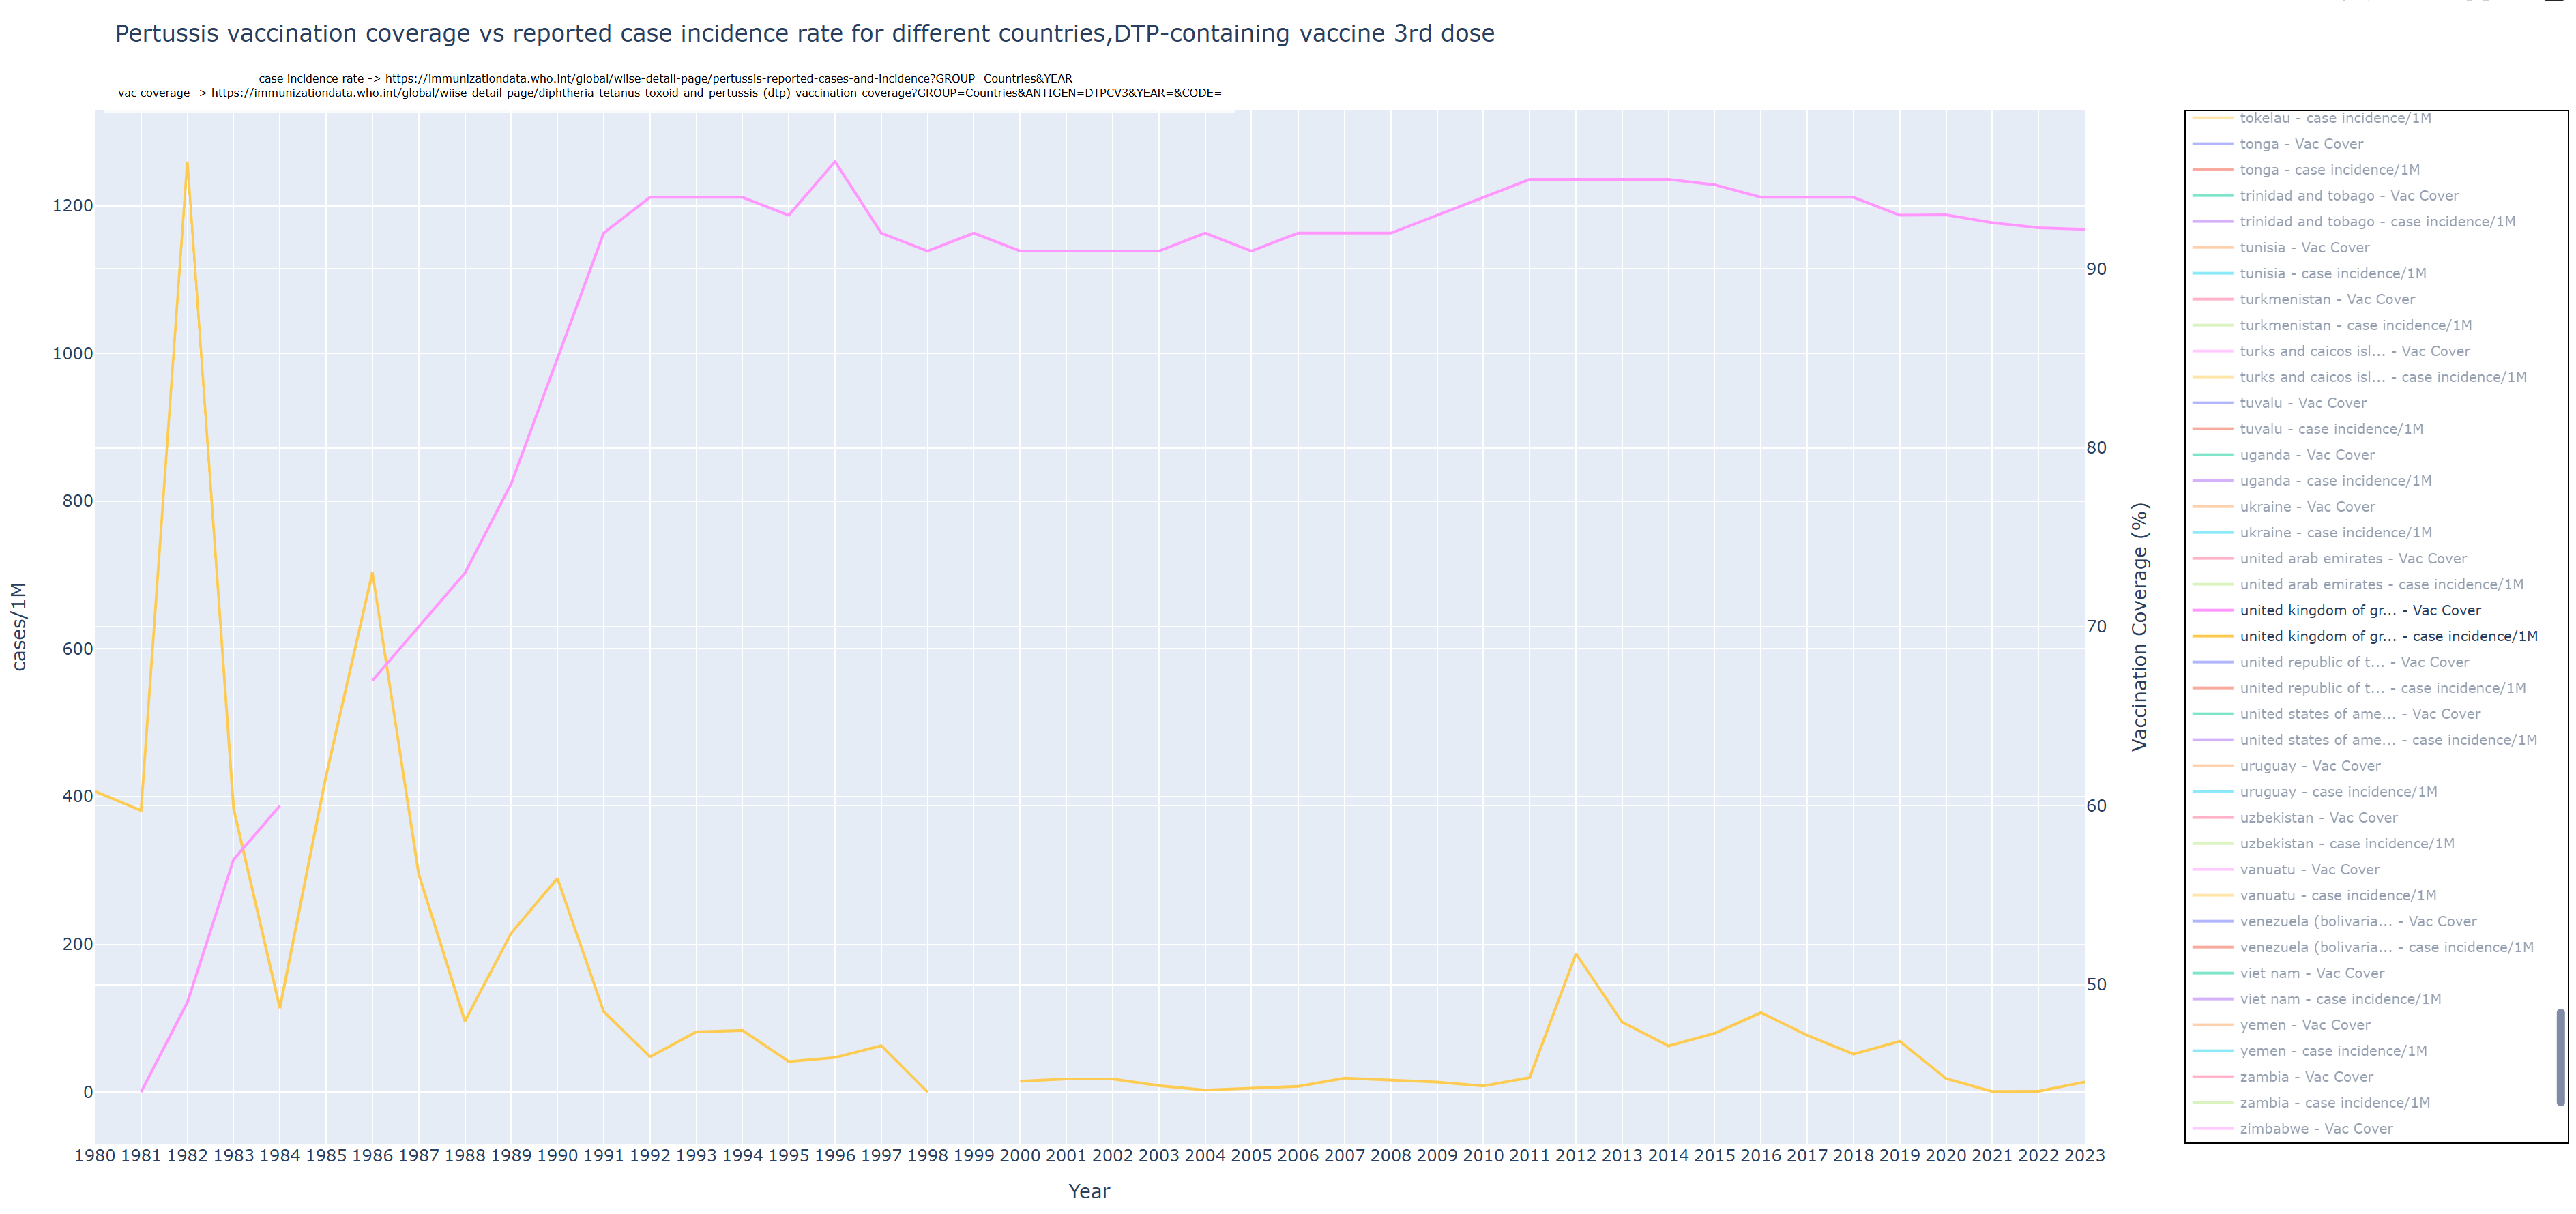 Pertussis vaccination coverage vs reported case incidence rate for different countries,DTP-containing vaccine 3rd dose
case incidence rate -> https://immunizationdata.who.int/global/wiise-detail-page/pertussis-reported-cases-and-incidence?GROUP=Countries&YEAR=
vac coverage -> https://immunizationdata.who.int/global/wiise-detail-page/diphtheria-tetanus-toxoid-and-pertussis-(dtp)-vaccination-coverage?GROUP=Countries&ANTIGEN=DTPCV3&YEAR=&CODE=
cases/1M
1200
1000
800
600
400
200
0
1980 1981 1982 1983 1984 1985 1986 1987 1988 1989 1990 1991 1992 1993 1994 1995 1996 1997 1998 1999 2000 2001 2002 2003 2004 2005 2006 2007 2008 2009 2010 2011 2012 2013 2014 2015 2016 2017 2018 2019 2020 2021 2022 2023
Year
90
80
70
60
50
Vaccination Coverage (%)
tokelau - case incidence/1M
tonga - Vac Cover
tonga - case incidence/1M
trinidad and tobago - Vac Cover
trinidad and tobago - case incidence/1M
tunisia - Vac Cover
tunisia - case incidence/1M
turkmenistan - Vac Cover
turkmenistan - case incidence/1M
turks and caicos isl... - Vac Cover
turks and caicos isl... - case incidence/1M
tuvalu - Vac Cover
tuvalu - case incidence/1M
uganda - Vac Cover
uganda - case incidence/1M
ukraine - Vac Cover
ukraine - case incidence/1M
united arab emirates - Vac Cover
united arab emirates - case incidence/1M
united kingdom of gr... - Vac Cover
united kingdom of gr... - case incidence/1M
united republic of t... - Vac Cover
united republic of t... - case incidence/1M
united states of ame... - Vac Cover
united states of ame... - case incidence/1M
uruguay - Vac Cover
uruguay - case incidence/1M
uzbekistan - Vac Cover
uzbekistan - case incidence/1M
vanuatu - Vac Cover
vanuatu - case incidence/1M
venezuela (bolivaria... - Vac Cover
venezuela (bolivaria... - case incidence/1M
viet nam - Vac Cover
viet nam - case incidence/1M
yemen - Vac Cover
yemen - case incidence/1M
zambia - Vac Cover
zambia - case incidence/1M
zimbabwe - Vac Cover